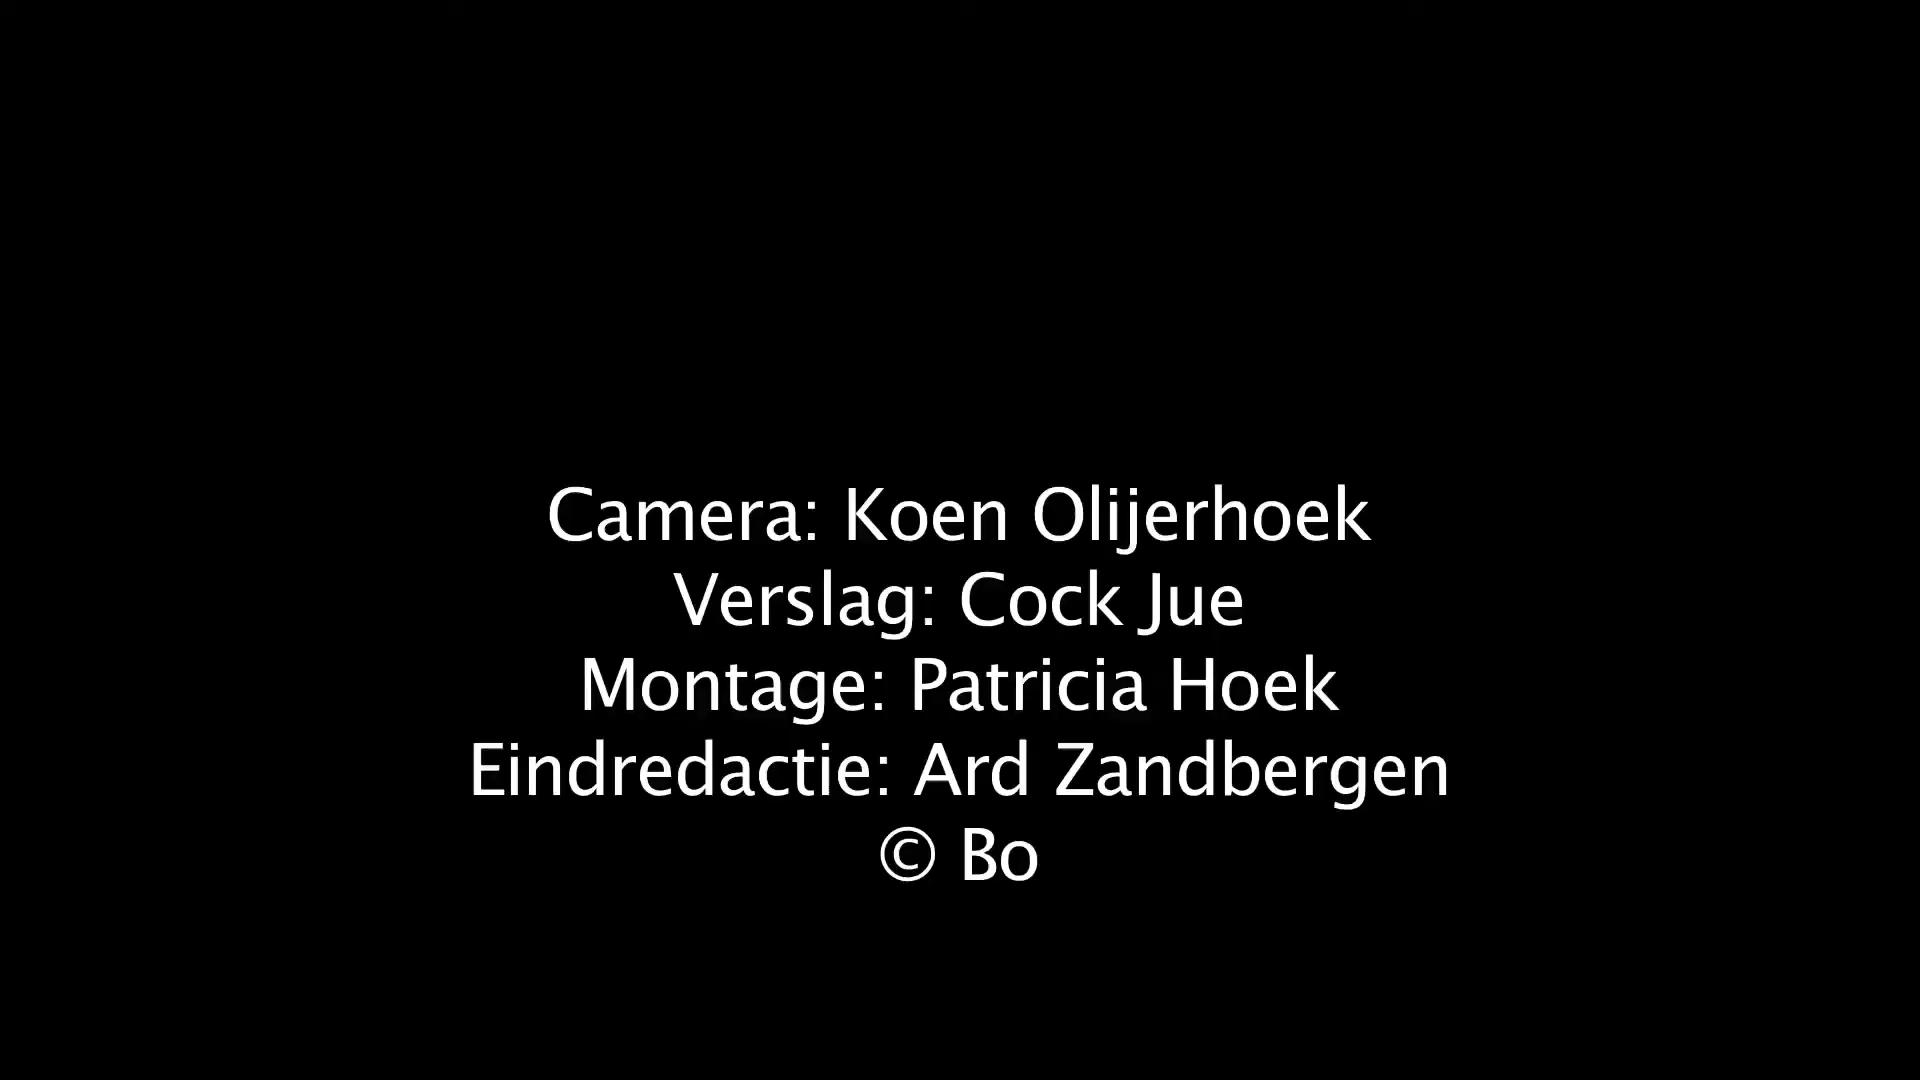 Camera: Koen Olijerhoek
Verslag: Cock Jue
Montage: Patricia Hoek
Eindredactie: Ard Zandbergen
© Bo